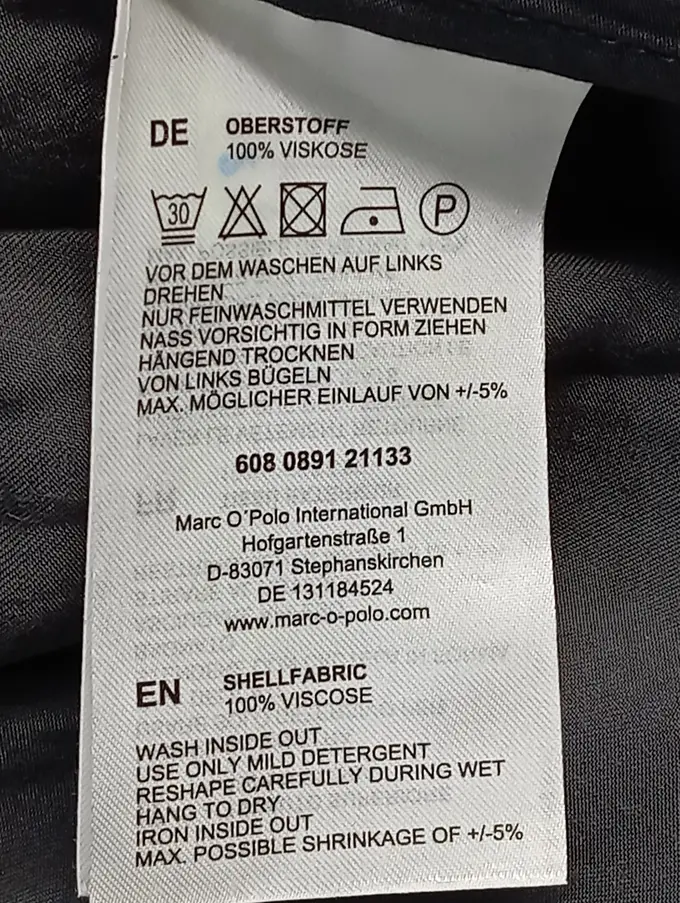 DE OBERSTOFF
100% VISKOSE
30 P
VOR DEM WASCHEN AUF LINKS
DREHEN
NUR FEINWASCHMITTEL VERWENDEN
NASS VORSICHTIG IN FORM ZIEHEN
HÄNGEND TROCKNEN
VON LINKS BÜGELN
MAX. MÖGLICHER EINLAUF VON +/-5%
608 0891 21133
Marc O´Polo International GmbH
Hofgartenstraße 1
D-83071 Stephanskirchen
DE 131184524
www.marc-o-polo.com
EN SHELLFABRIC
100% VISCOSE
WASH INSIDE OUT
USE ONLY MILD DETERGENT
RESHAPE CAREFULLY DURING WET
HANG TO DRY
IRON INSIDE OUT
MAX. POSSIBLE SHRINKAGE OF +/-5%